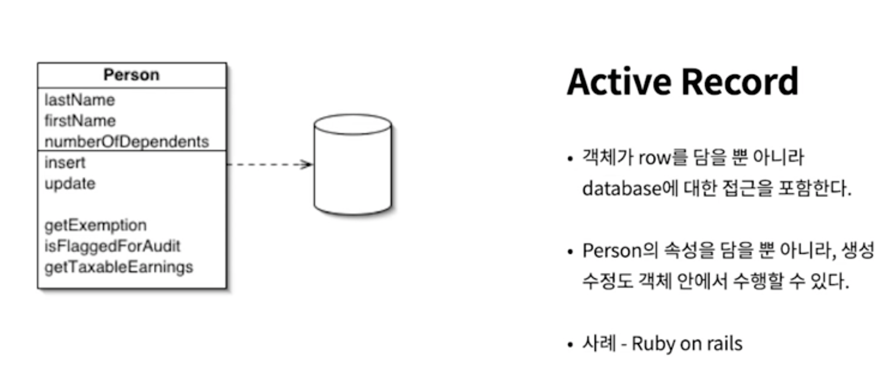 Person
lastName
firstName
numberOfDependents
insert
update
getExemption
isFlaggedForAudit
getTaxableEarnings
Active Record
• 객체가 row를 담을 뿐 아니라
database에 대한 접근을 포함한다.
• Person의 속성을 담을 뿐 아니라, 생성
수정도 객체 안에서 수행할 수 있다.
• 사례 - Ruby on rails